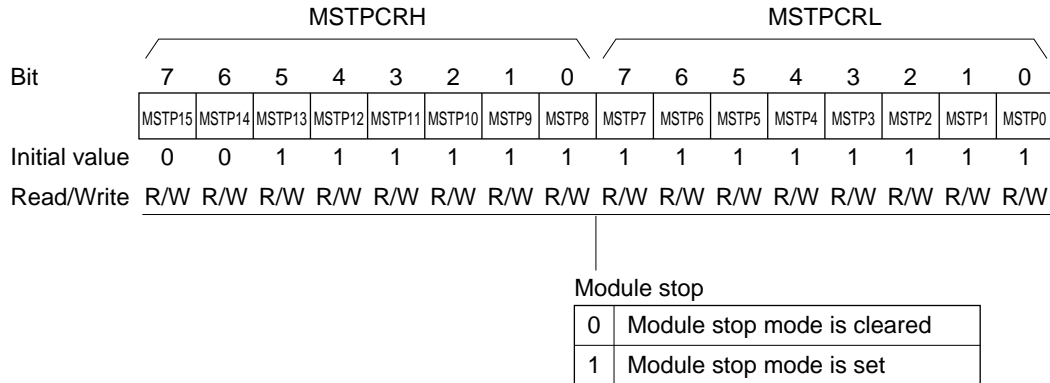 MSTPCRH MSTPCRL
Bit 7 6 5 4 3 2 1 0 7 6 5 4 3 2 1 0
MSTP15 MSTP14 MSTP13 MSTP12 MSTP11 MSTP10 MSTP9 MSTP8 MSTP7 MSTP6 MSTP5 MSTP4 MSTP3 MSTP2 MSTP1 MSTP0
Initial value 0 0 1 1 1 1 1 1 1 1 1 1 1 1 1 1
Read/Write R/W R/W R/W R/W R/W R/W R/W R/W R/W R/W R/W R/W R/W R/W R/W R/W
Module stop
0 Module stop mode is cleared
1 Module stop mode is set